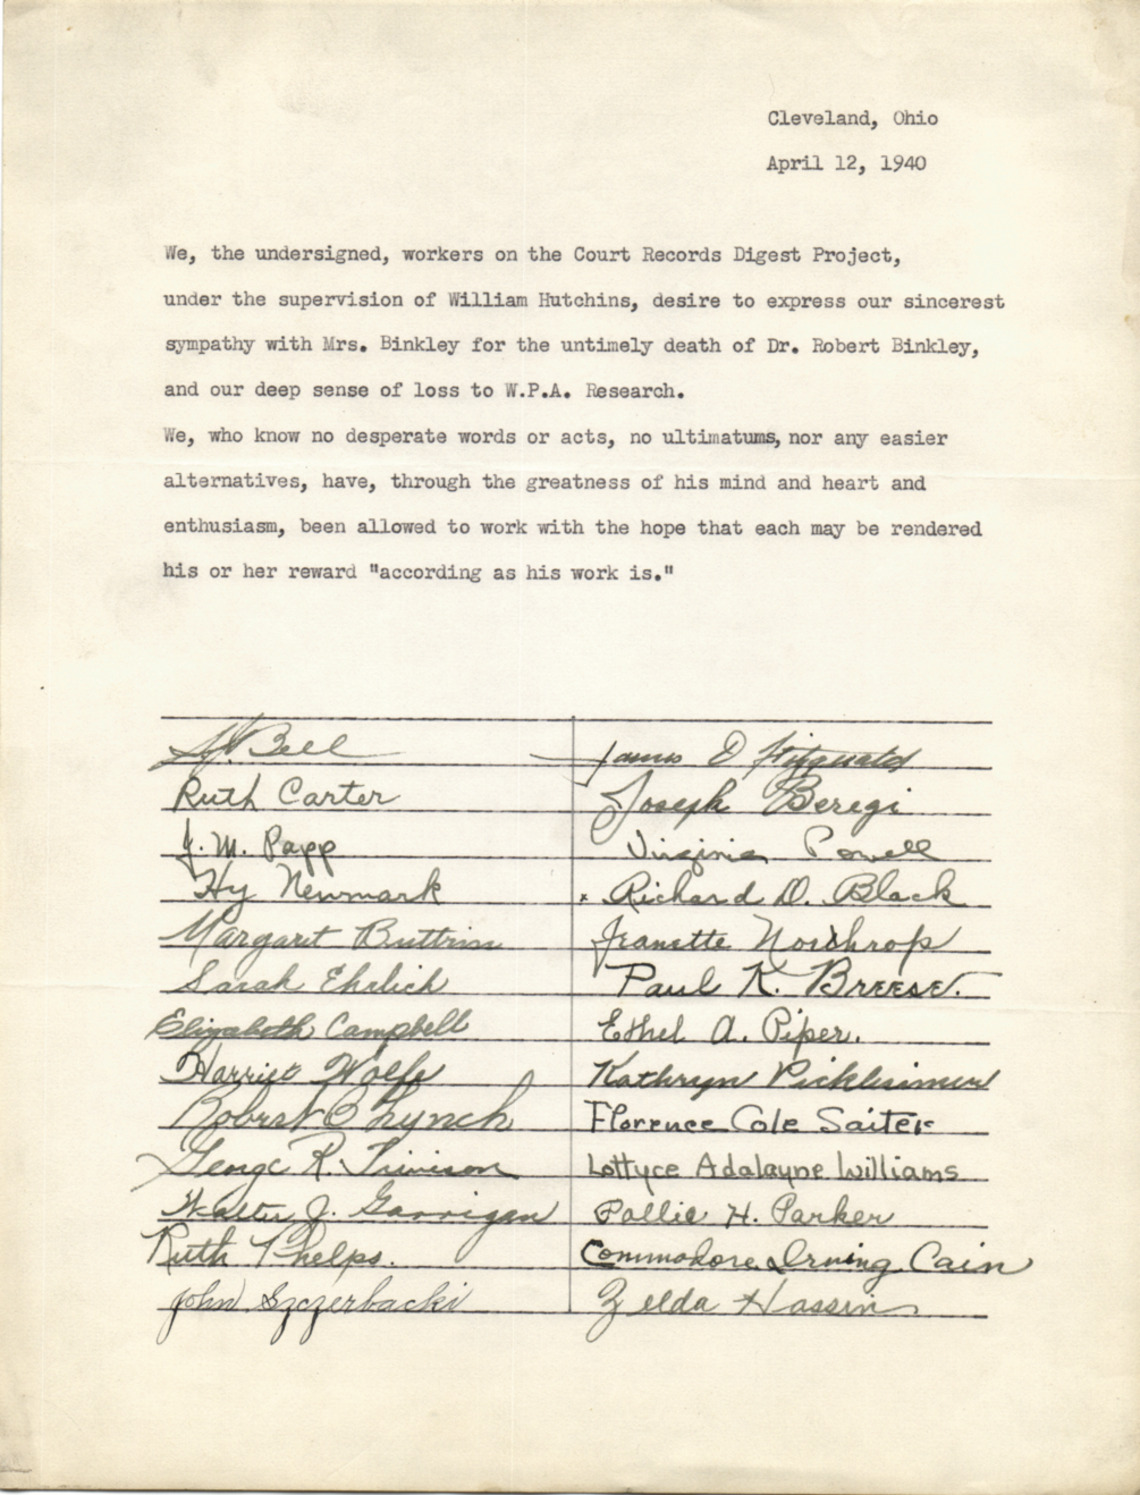 Cleveland, Ohio
April 12, 1940
We, the undersigned, workers on the Court Records Digest Project,
under the supervision of William Hutchins, desire to express our sincerest
sympathy with Mrs. Binkley for the untimely death of Dr. Robert Binkley,
and our deep sense of loss to W.P.A. Research.
We, who know no desperate words or acts, no ultimatums, nor any easier
alternatives, have, through the greatness of his mind and heart and
enthusiasm, been allowed to work with the hope that each may be rendered
his or her reward "according as his work is."
Bell
James D Fitzgerald
Ruth Carter
Joseph Beregi
J. M. Papp
Virginia Powell
Hy Newmark
Richard D. Black
Margaret Buttrin
Jeanette Northrop
Sarah Ehrlich
Paul K. Breese.
Elizabeth Campbell
Ethel A. Piper.
Harriet Wolfe
Kathryn Pickleimer
Robert Lynch
Florence Cole Saiter
George R.
Lottyce Adalayne Williams
Walter J. Garrigan
Pollie H. Parker
Ruth Phelps.
Commodore Irving Cain
John Szczerbacki
Zelda Hassin